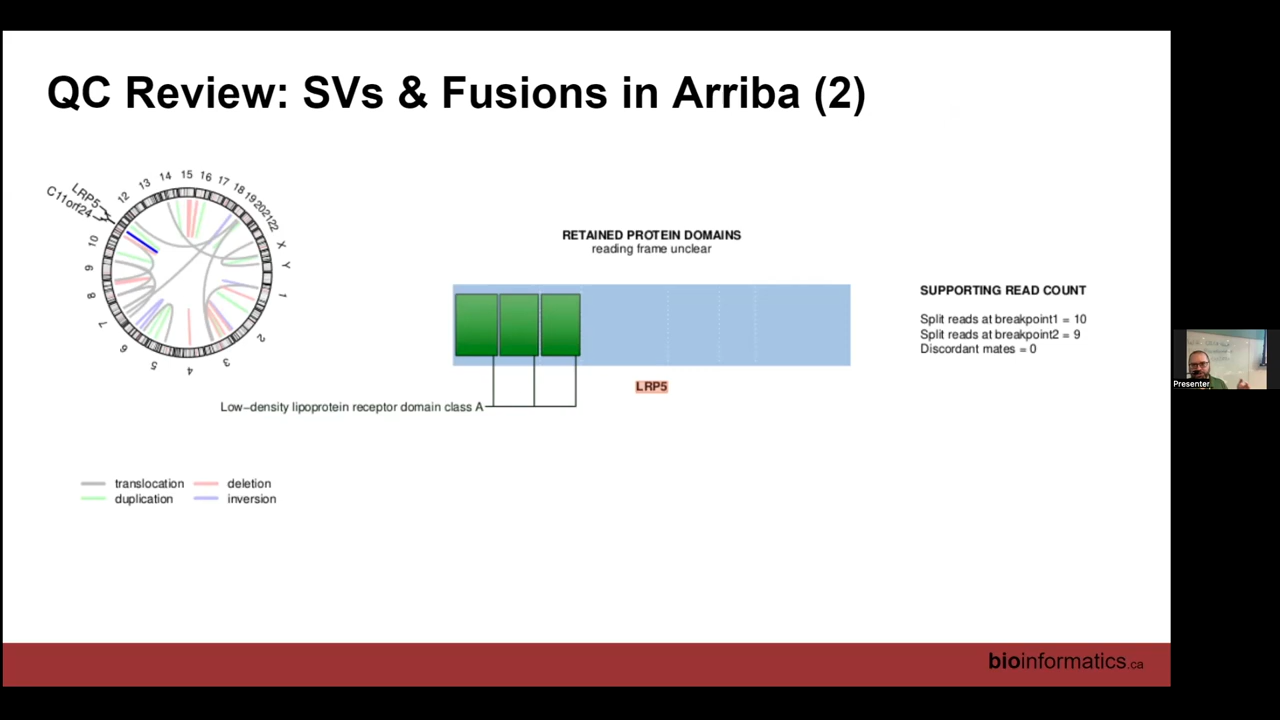 QC Review: SVs & Fusions in Arriba (2)
LRP5
C11orf24
10
9
8
7
6
5
4
3
2
1
Y
X
22
21
20
19
18
17
16
15
14
13
12
RETAINED PROTEIN DOMAINS
reading frame unclear
LRP5
Low-density lipoprotein receptor domain class A
SUPPORTING READ COUNT
Split reads at breakpoint1 = 10
Split reads at breakpoint2 = 9
Discordant mates = 0
translocation deletion
duplication inversion
Presenter
bioinformatics.ca